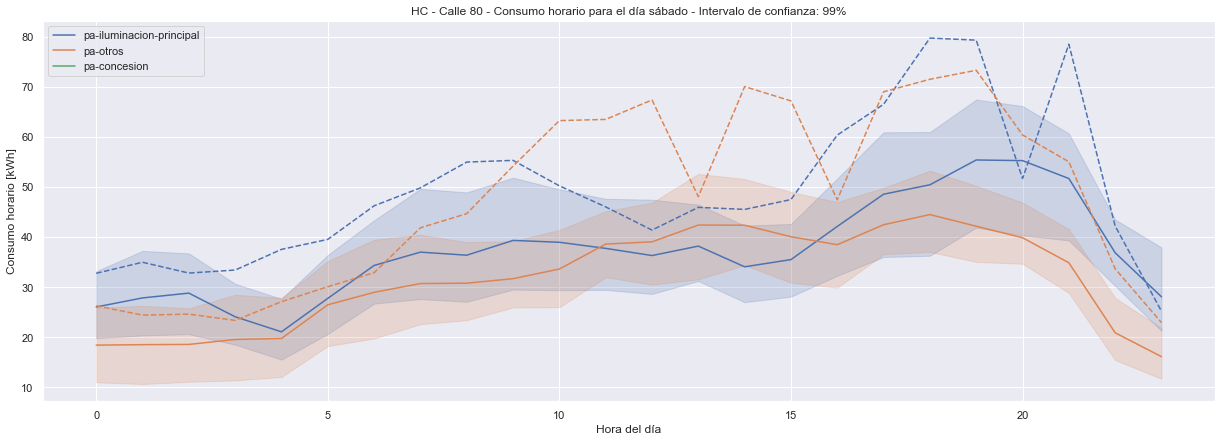 HC - Calle 80 - Consumo horario para el día sábado - Intervalo de confianza: 99%
pa-iluminacion-principal
pa-otros
pa-concesion
Consumo horario [kWh]
80
70
60
50
40
30
20
10
0
5
10
15
20
Hora del día